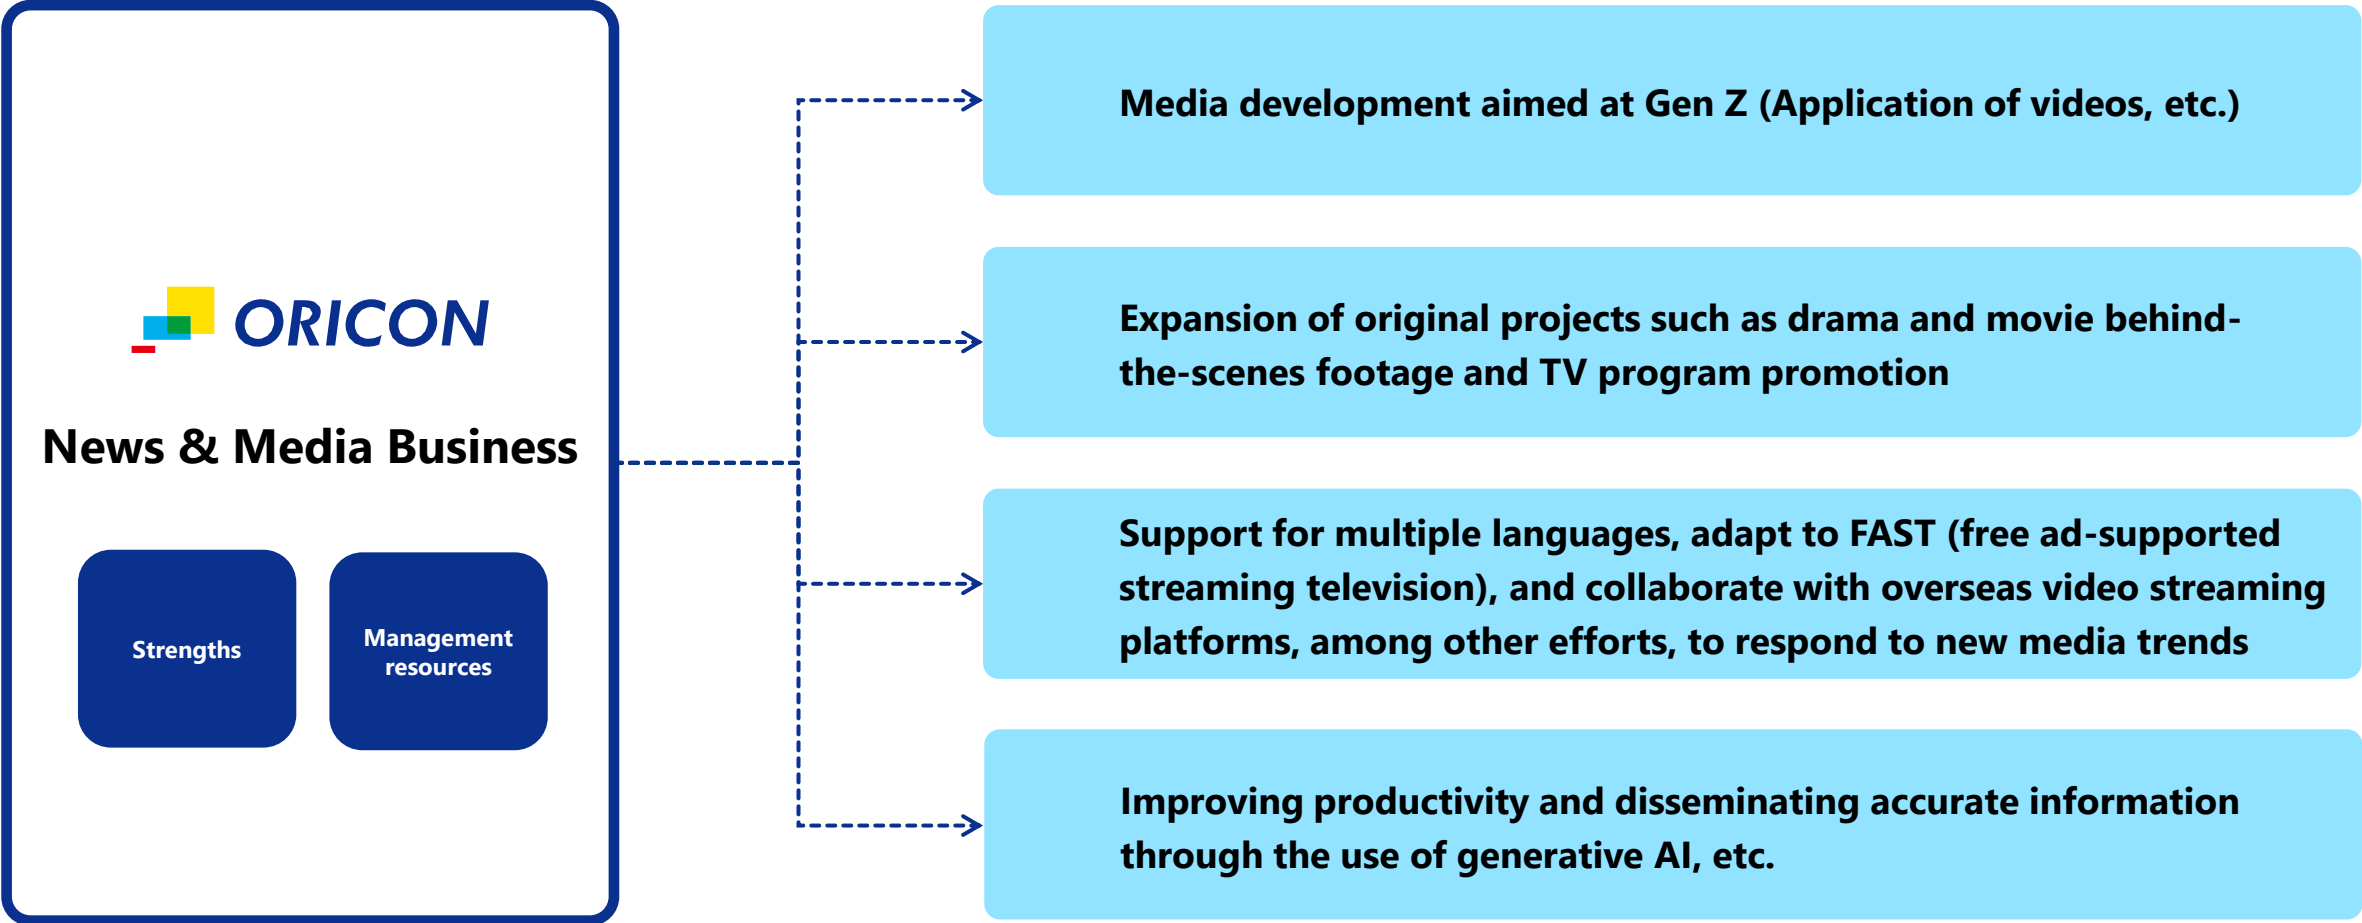 ORICON
News & Media Business
Strengths
Management
resources
Media development aimed at Gen Z (Application of videos, etc.)
Expansion of original projects such as drama and movie behind-
the-scenes footage and TV program promotion
Support for multiple languages, adapt to FAST (free ad-supported
streaming television), and collaborate with overseas video streaming
platforms, among other efforts, to respond to new media trends
Improving productivity and disseminating accurate information
through the use of generative AI, etc.